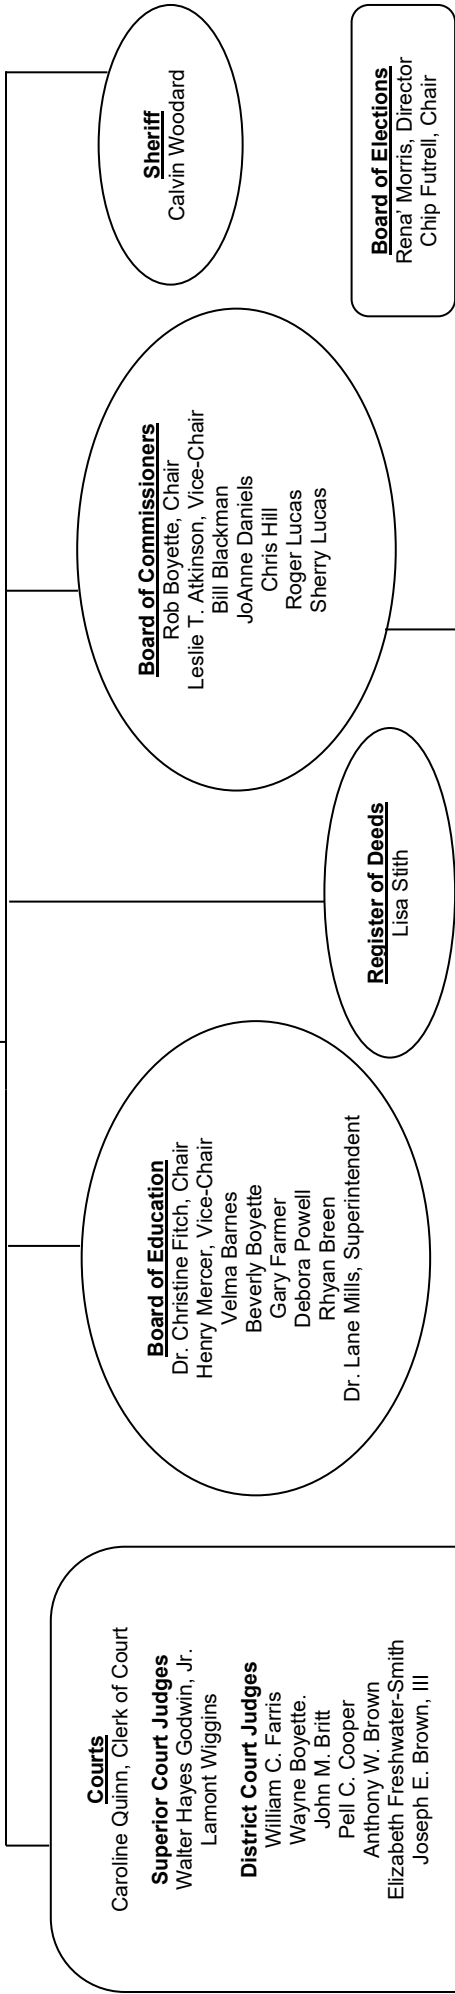 Courts
Caroline Quinn, Clerk of Court
Superior Court Judges
Walter Hayes Godwin, Jr.
Lamont Wiggins
District Court Judges
William C. Farris
Wayne Boyette.
John M. Britt
Pell C. Cooper
Anthony W. Brown
Elizabeth Freshwater-Smith
Joseph E. Brown, III
Board of Education
Dr. Christine Fitch, Chair
Henry Mercer, Vice-Chair
Velma Barnes
Beverly Boyette
Gary Farmer
Debora Powell
Rhyan Breen
Dr. Lane Mills, Superintendent
Register of Deeds
Lisa Stith
Board of Commissioners
Rob Boyette, Chair
Leslie T. Atkinson, Vice-Chair
Bill Blackman
JoAnne Daniels
Chris Hill
Roger Lucas
Sherry Lucas
Sheriff
Calvin Woodard
Board of Elections
Rena’ Morris, Director
Chip Futrell, Chair